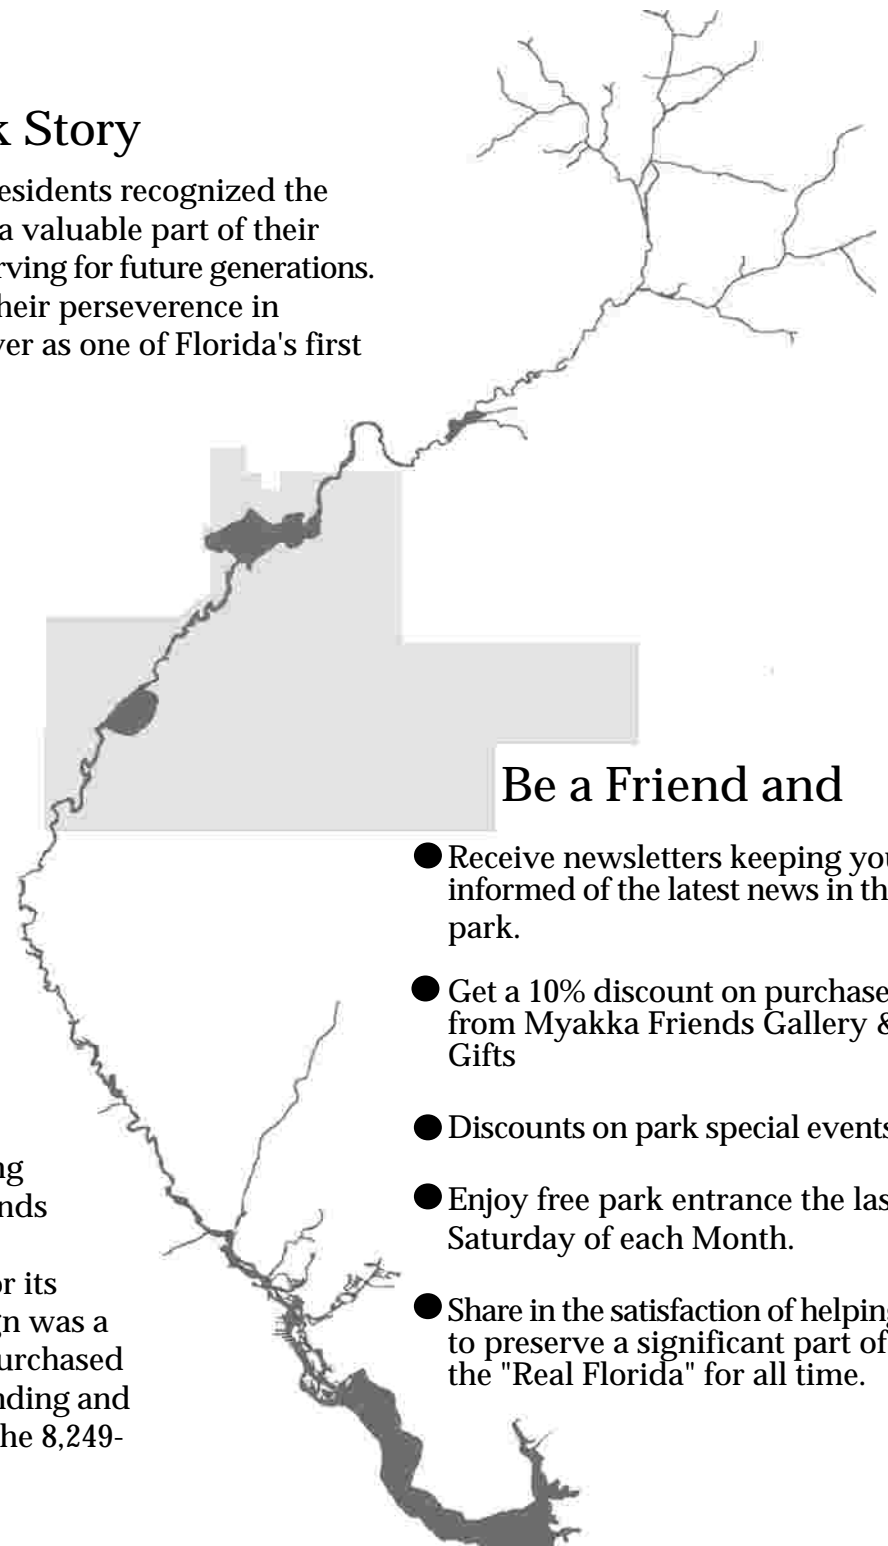 k Story
esidents recognized the
a valuable part of their
rving for future generations.
heir perseverence in
ver as one of Florida's first
ng
nds
or its
gn was a
urchased
nding and
he 8,249-
Be a Friend and
● Receive newsletters keeping you
informed of the latest news in th
park.
● Get a 10% discount on purchase
from Myakka Friends Gallery &
Gifts
● Discounts on park special events
● Enjoy free park entrance the las
Saturday of each Month.
● Share in the satisfaction of helping
to preserve a significant part of
the "Real Florida" for all time.